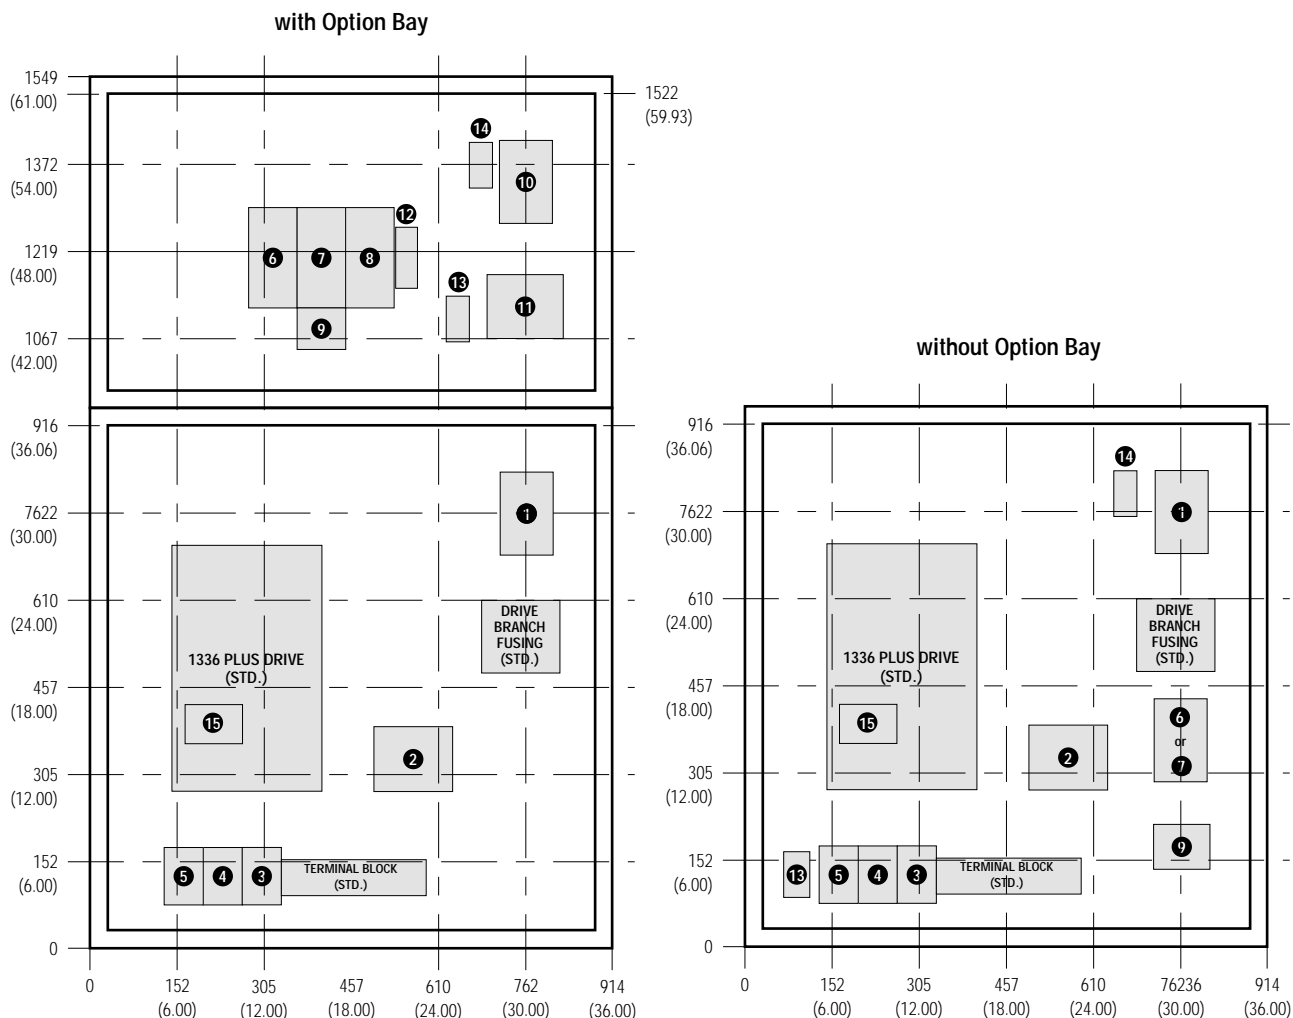 with Option Bay
1549
(61.00)
1522
(59.93)
14
1372
(54.00)
10
12
1219
(48.00)
6 7 8
13
11
9
1067
(42.00)
916
(36.06)
1
7622
(30.00)
610
(24.00)
DRIVE
BRANCH
FUSING
(STD.)
1336 PLUS DRIVE
(STD.)
457
(18.00)
15
2
305
(12.00)
152
(6.00)
5 4 3
TERMINAL BLOCK
(STD.)
0
0 152 305 457 610 762 914
(6.00) (12.00) (18.00) (24.00) (30.00) (36.00)
without Option Bay
916
(36.06)
14
1
7622
(30.00)
610
(24.00)
DRIVE
BRANCH
FUSING
(STD.)
1336 PLUS DRIVE
(STD.)
457
(18.00)
15
6
or
7
2
305
(12.00)
9
152
(6.00)
13 5 4 3
TERMINAL BLOCK
(STD.)
0
0 152 305 457 610 76236 914
(6.00) (12.00) (18.00) (24.00) (30.00) (36.00)